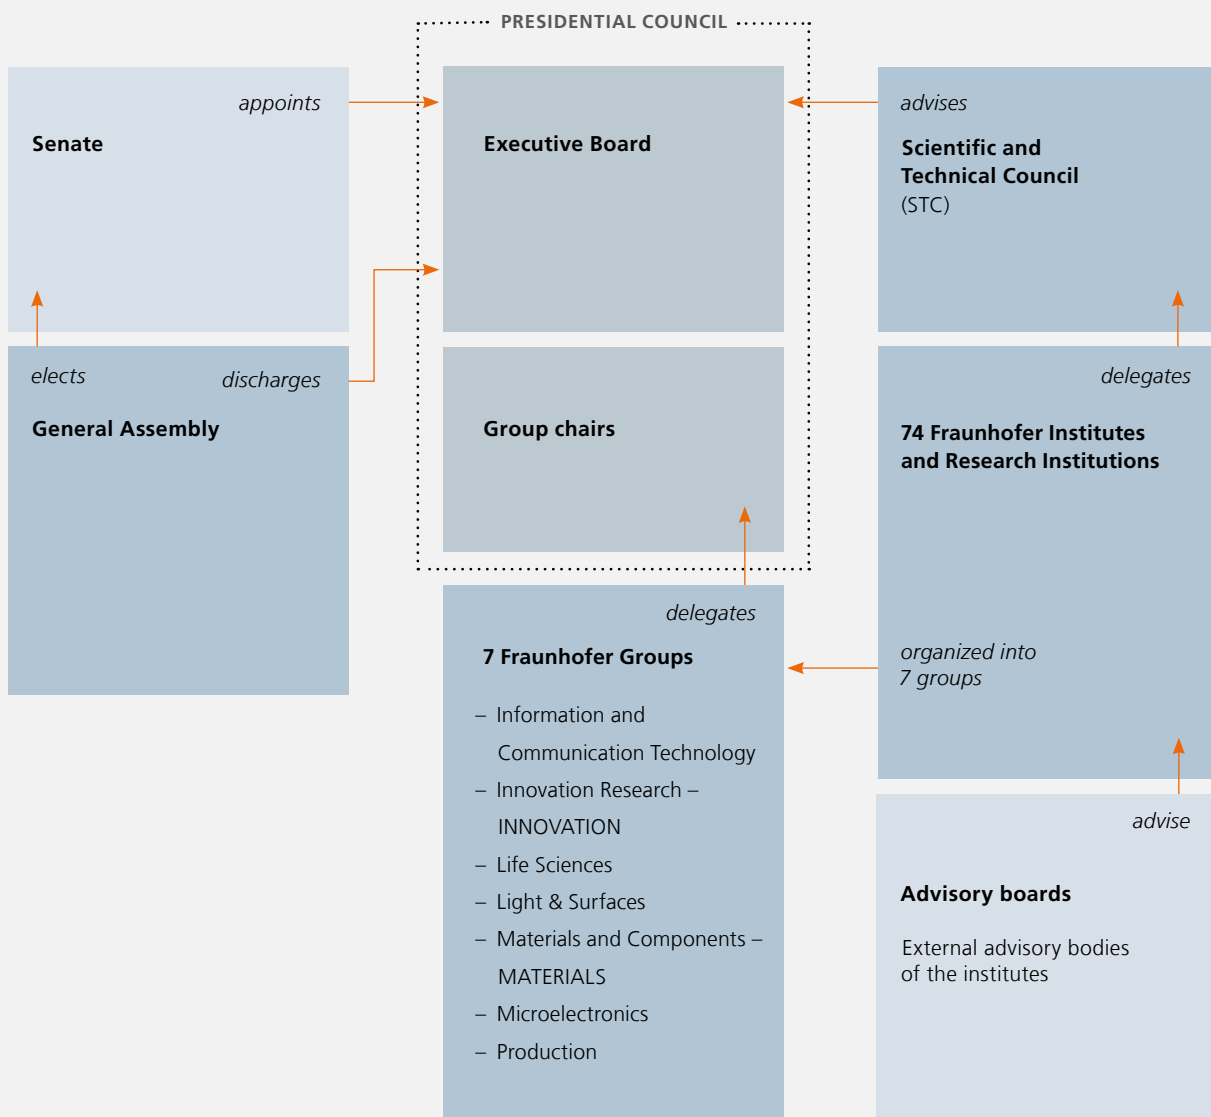 PRESIDENTIAL COUNCIL
appoints
Senate
elects
discharges
General Assembly
Executive Board
Group chairs
delegates
7 Fraunhofer Groups
– Information and
Communication Technology
– Innovation Research –
INNOVATION
– Life Sciences
– Light & Surfaces
– Materials and Components –
MATERIALS
– Microelectronics
– Production
advises
Scientific and
Technical Council
(STC)
delegates
74 Fraunhofer Institutes
and Research Institutions
organized into
7 groups
advise
Advisory boards
External advisory bodies
of the institutes